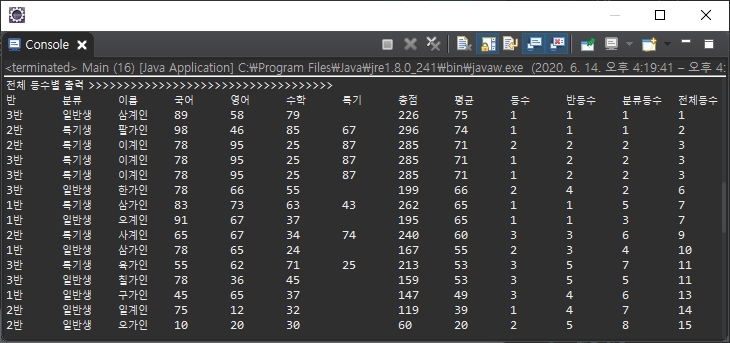 Console
<terminated> Main (16) [Java Application] C:￦Program Files￦Java￦jre1.8.0_241￦bin￦javaw.exe (2020. 6. 14. 오후 4:19:41 – 오후 4:
전체 등수별 출력 >>>>>>>>>>>>>>>>>>>>>>>>>>>>>>>>>>>
반 분류 이름 국어 영어 수학 특기 총점 평균 등수 반등수 분류등수 전체등수
3반 일반생 삼계인 89 58 79 226 75 1 1 1 1
2반 특기생 팔가인 98 46 85 67 296 74 1 1 1 2
2반 특기생 이계인 78 95 25 87 285 71 2 2 2 3
1반 특기생 이계인 78 95 25 87 285 71 1 2 2 3
3반 특기생 이계인 78 95 25 87 285 71 1 2 2 3
3반 일반생 한가인 78 66 55 199 66 2 4 2 6
1반 특기생 삼가인 83 73 63 43 262 65 1 1 5 7
1반 일반생 오계인 91 67 37 195 65 1 1 3 7
2반 특기생 사계인 65 67 34 74 240 60 3 3 6 9
1반 일반생 삼가인 78 65 24 167 55 2 3 4 10
3반 특기생 육가인 55 62 71 25 213 53 3 5 7 11
3반 일반생 칠가인 78 36 45 159 53 3 5 5 11
1반 일반생 구가인 45 65 37 147 49 3 4 6 13
2반 일반생 일계인 75 12 32 119 39 1 4 7 14
2반 일반생 오가인 10 20 30 60 20 2 5 8 15